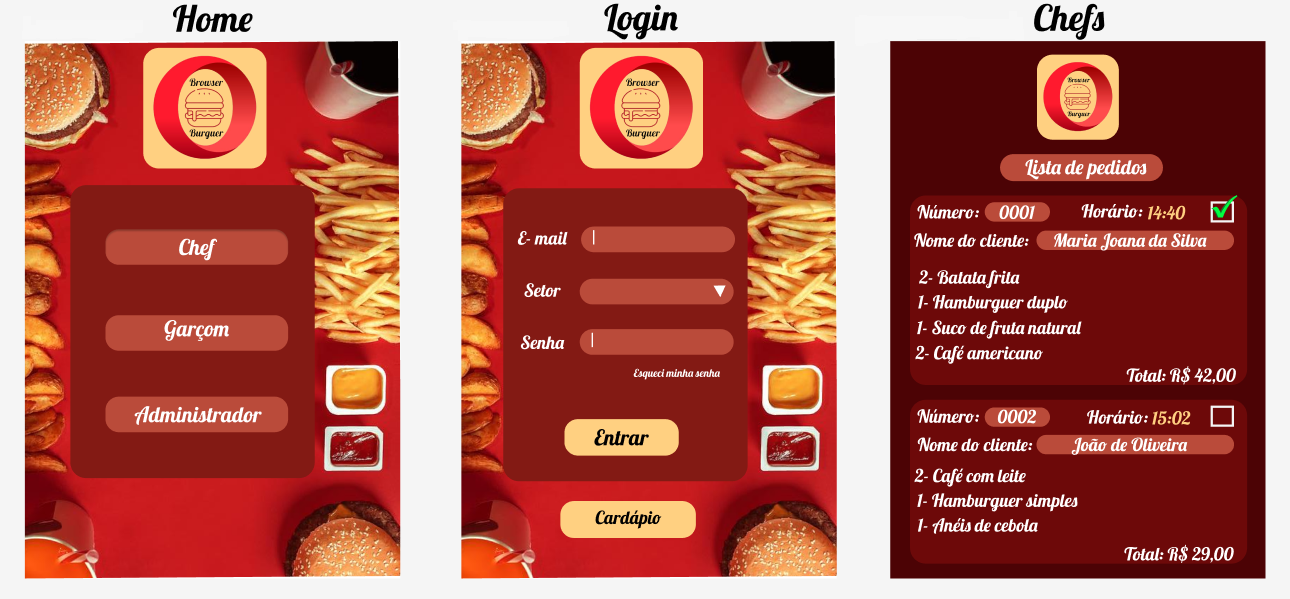 Home
Browser
Burguer
Chef
Garçom
Administrador
Login
Browser
Burguer
E- mail
Setor
Senha
Esqueci minha senha
Entrar
Cardápio
Chefs
Browser
Burguer
Lista de pedidos
Número: 0001 Horário: 14:40
Nome do cliente: Maria Joana da Silva
2- Batata frita
1- Hamburguer duplo
1- Suco de fruta natural
2- Café americano
Total: R$ 42,00
Número: 0002 Horário: 15:02
Nome do cliente: João de Oliveira
2- Café com leite
1- Hamburguer simples
1- Anéis de cebola
Total: R$ 29,00